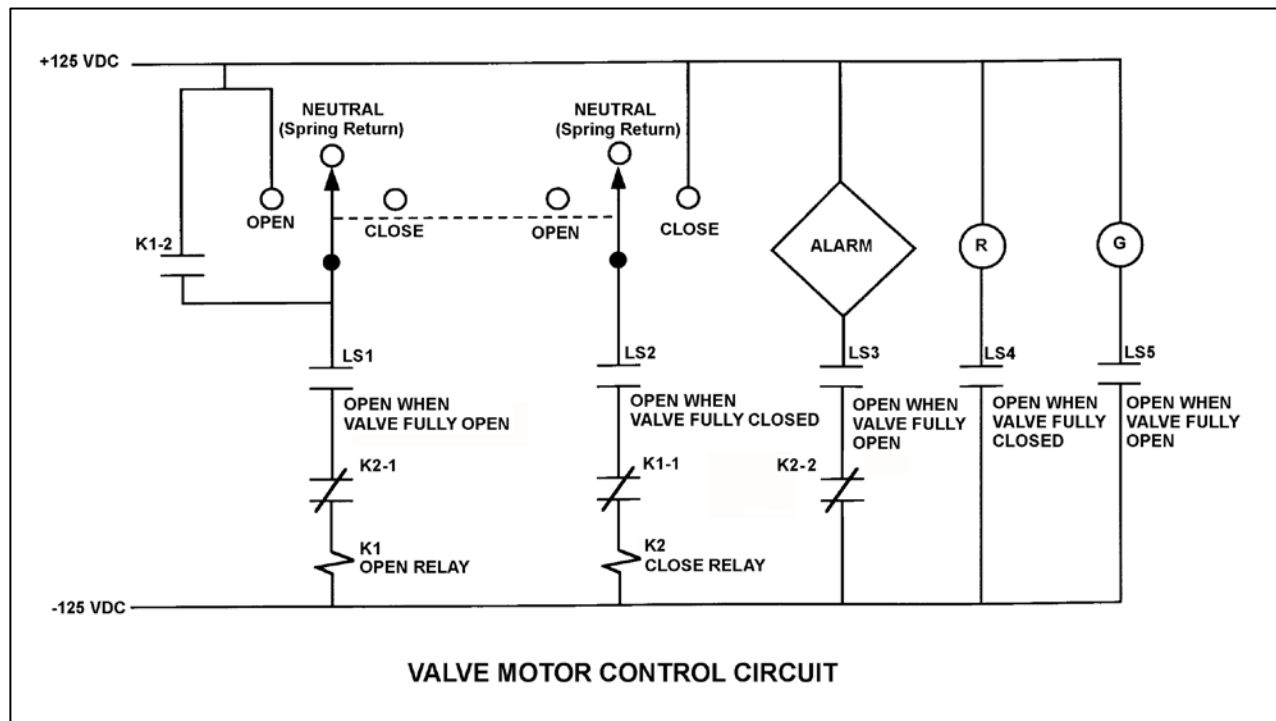 +125 VDC
NEUTRAL
(Spring Return)
NEUTRAL
(Spring Return)
OPEN
CLOSE
OPEN
CLOSE
K1-2
ALARM
R
G
LS1
OPEN WHEN
VALVE FULLY OPEN
LS2
OPEN WHEN
VALVE FULLY CLOSED
LS3
OPEN WHEN
VALVE FULLY
OPEN
LS4
OPEN WHEN
VALVE FULLY
CLOSED
LS5
OPEN WHEN
VALVE FULLY
OPEN
K2-1
K1-1
K2-2
K1
OPEN RELAY
K2
CLOSE RELAY
-125 VDC
VALVE MOTOR CONTROL CIRCUIT